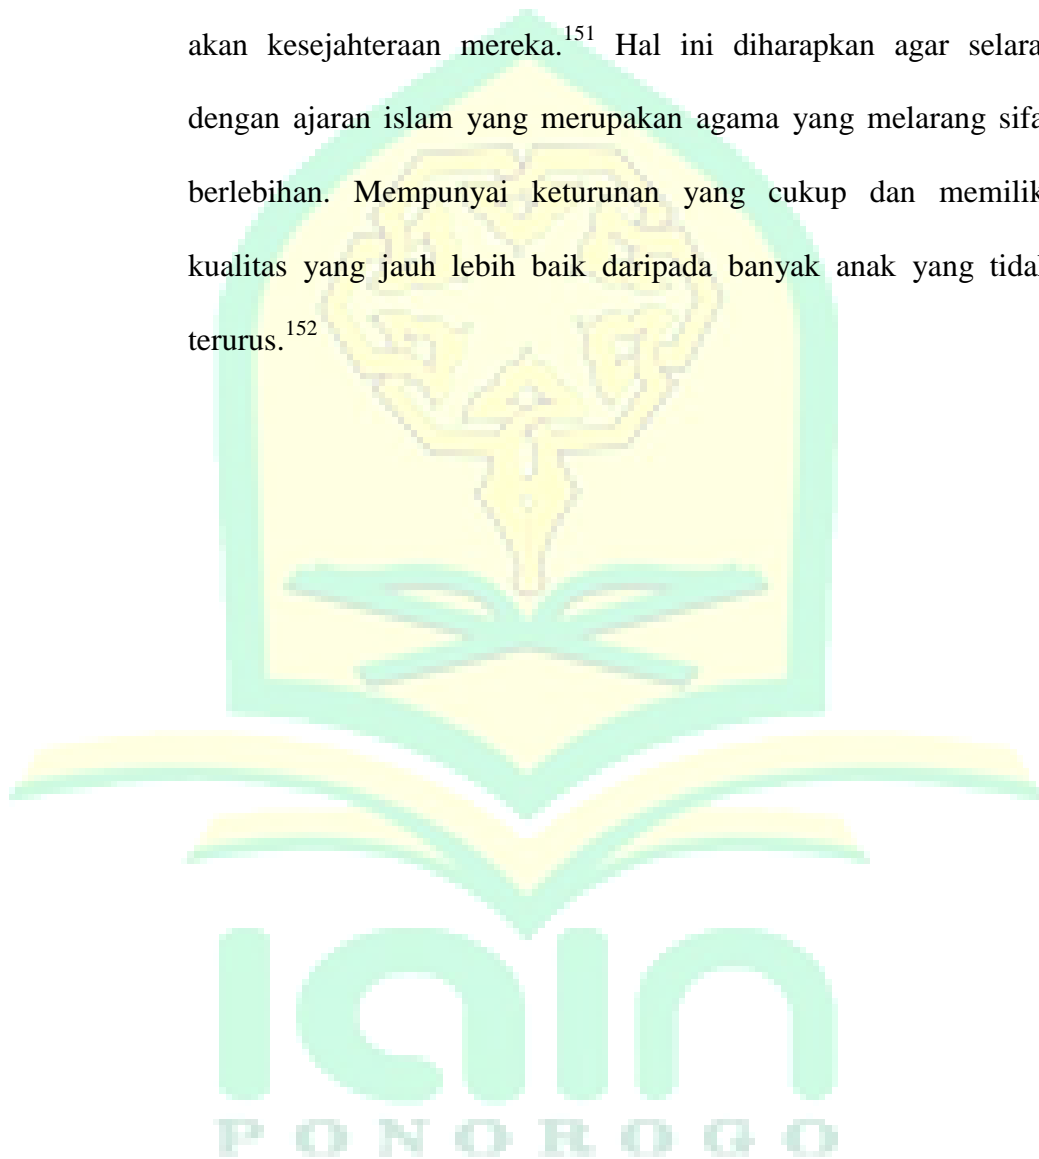 akan kesejahteraan mereka.151 Hal ini diharapkan agar selara
dengan ajaran islam yang merupakan agama yang melarang sifa
berlebihan. Mempunyai keturunan yang cukup dan memilik
kualitas yang jauh lebih baik daripada banyak anak yang tida
terurus.152
IAIN
PONOROGO